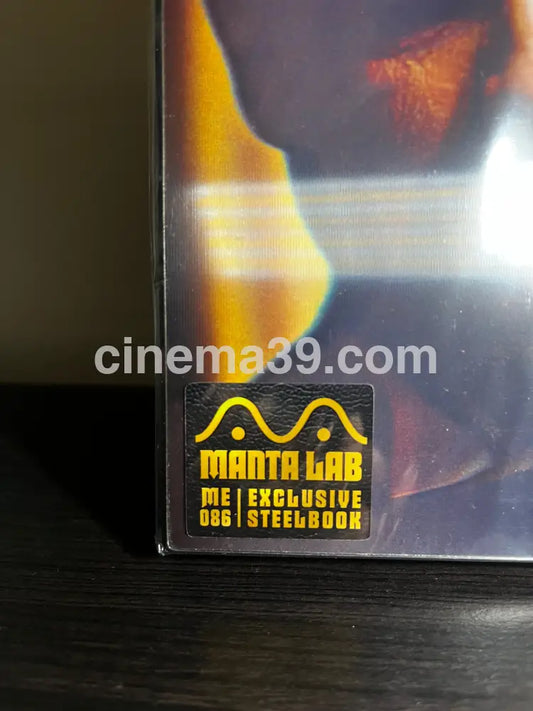 cinema39.com
MANTA LAB
ME EXCLUSIVE
086 STEELBOOK